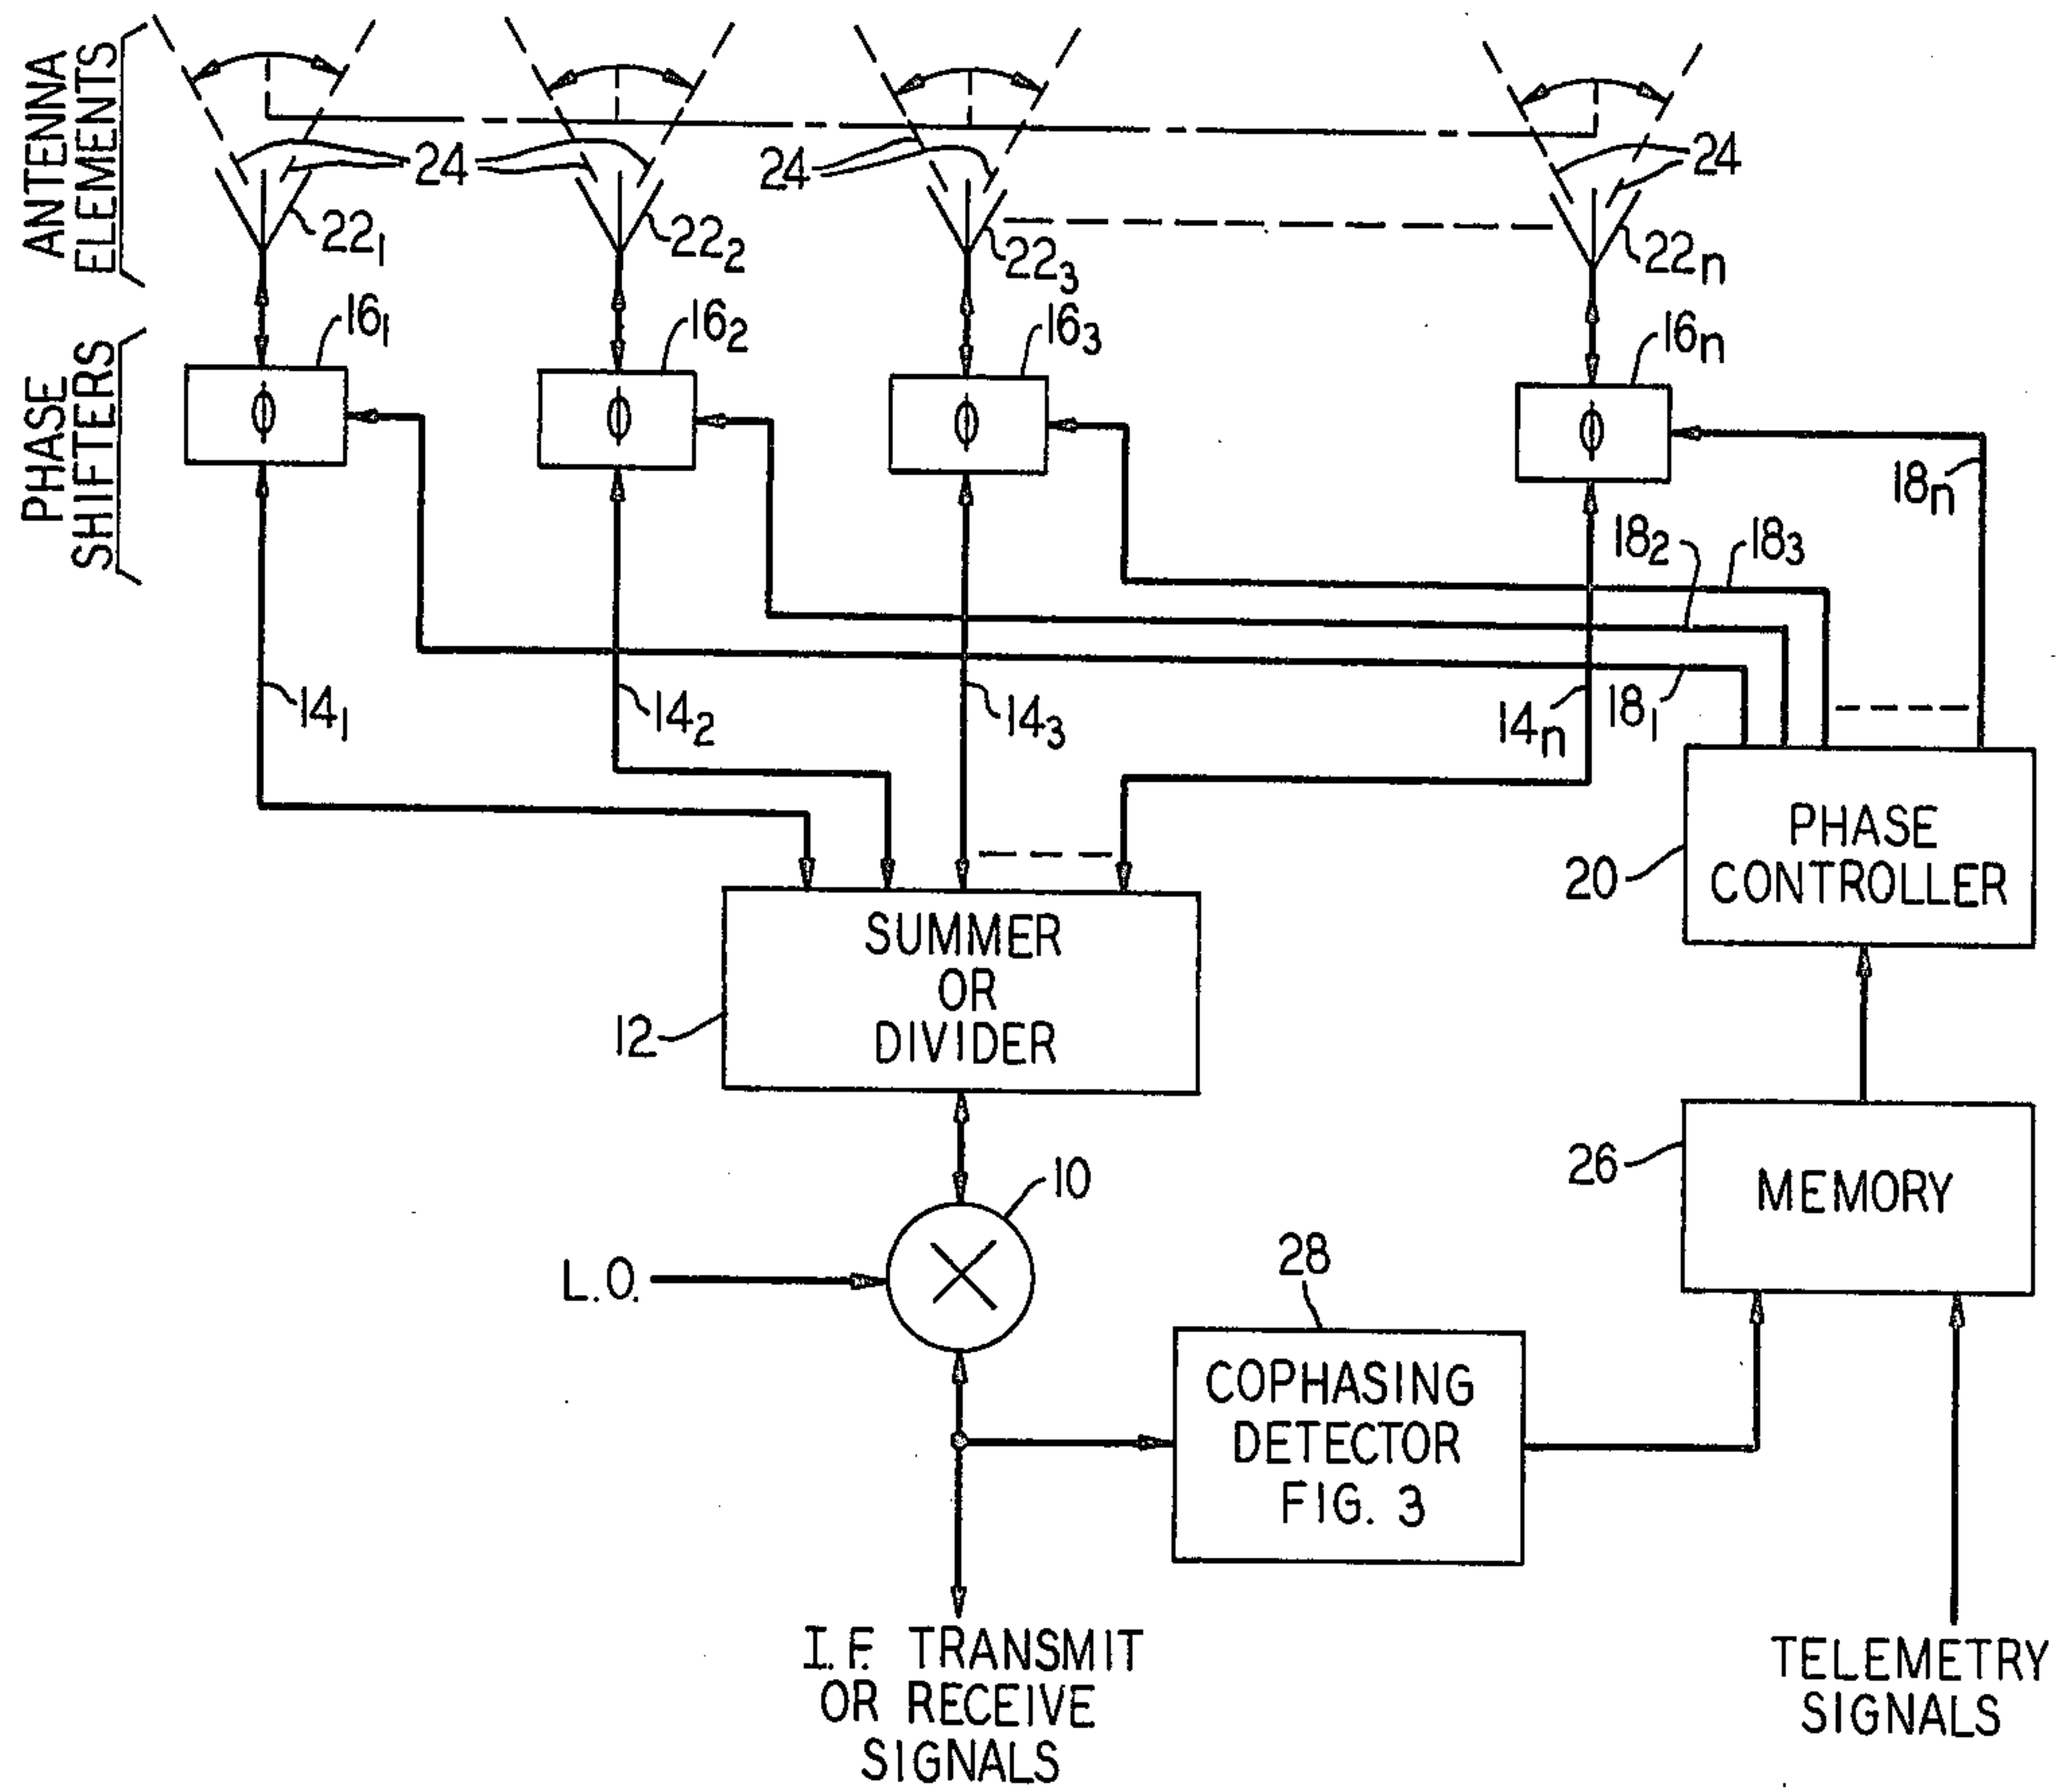 ANTENNA
ELEMENTS
24
24
24
24
22₁
22₂
22₃
22n
PHASE
SHIFTERS
16₁
16₂
16₃
16n
Φ
Φ
Φ
Φ
18n
18₂
18₃
18₁
14₁
14₂
14₃
14n
PHASE
CONTROLLER
20
SUMMER
OR
DIVIDER
12
10
L.O.
26
MEMORY
28
COPHASING
DETECTOR
FIG. 3
I.F. TRANSMIT
OR RECEIVE
SIGNALS
TELEMETRY
SIGNALS